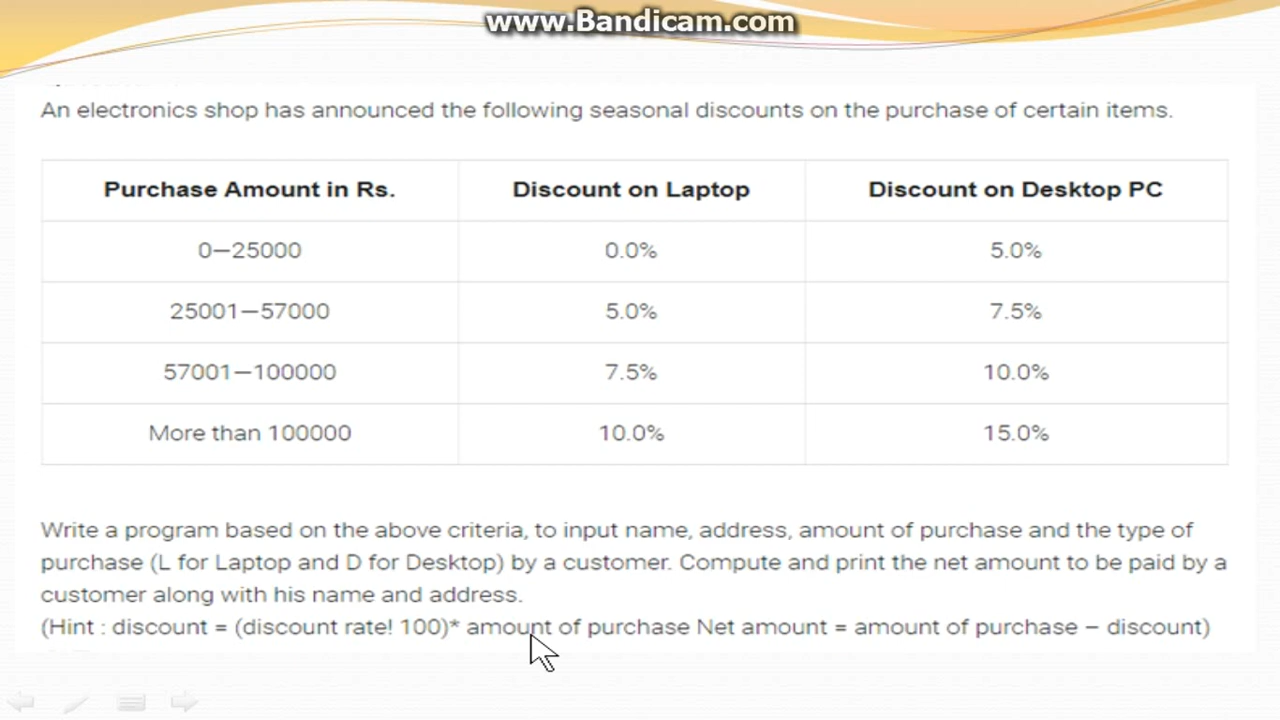 www.Bandicam.com
An electronics shop has announced the following seasonal discounts on the purchase of certain items.
Purchase Amount in Rs. Discount on Laptop Discount on Desktop PC
0—25000 0.0% 5.0%
25001—57000 5.0% 7.5%
57001—100000 7.5% 10.0%
More than 100000 10.0% 15.0%
Write a program based on the above criteria, to input name, address, amount of purchase and the type of
purchase (L for Laptop and D for Desktop) by a customer. Compute and print the net amount to be paid by a
customer along with his name and address.
(Hint : discount = (discount rate! 100)* amount of purchase Net amount = amount of purchase – discount)